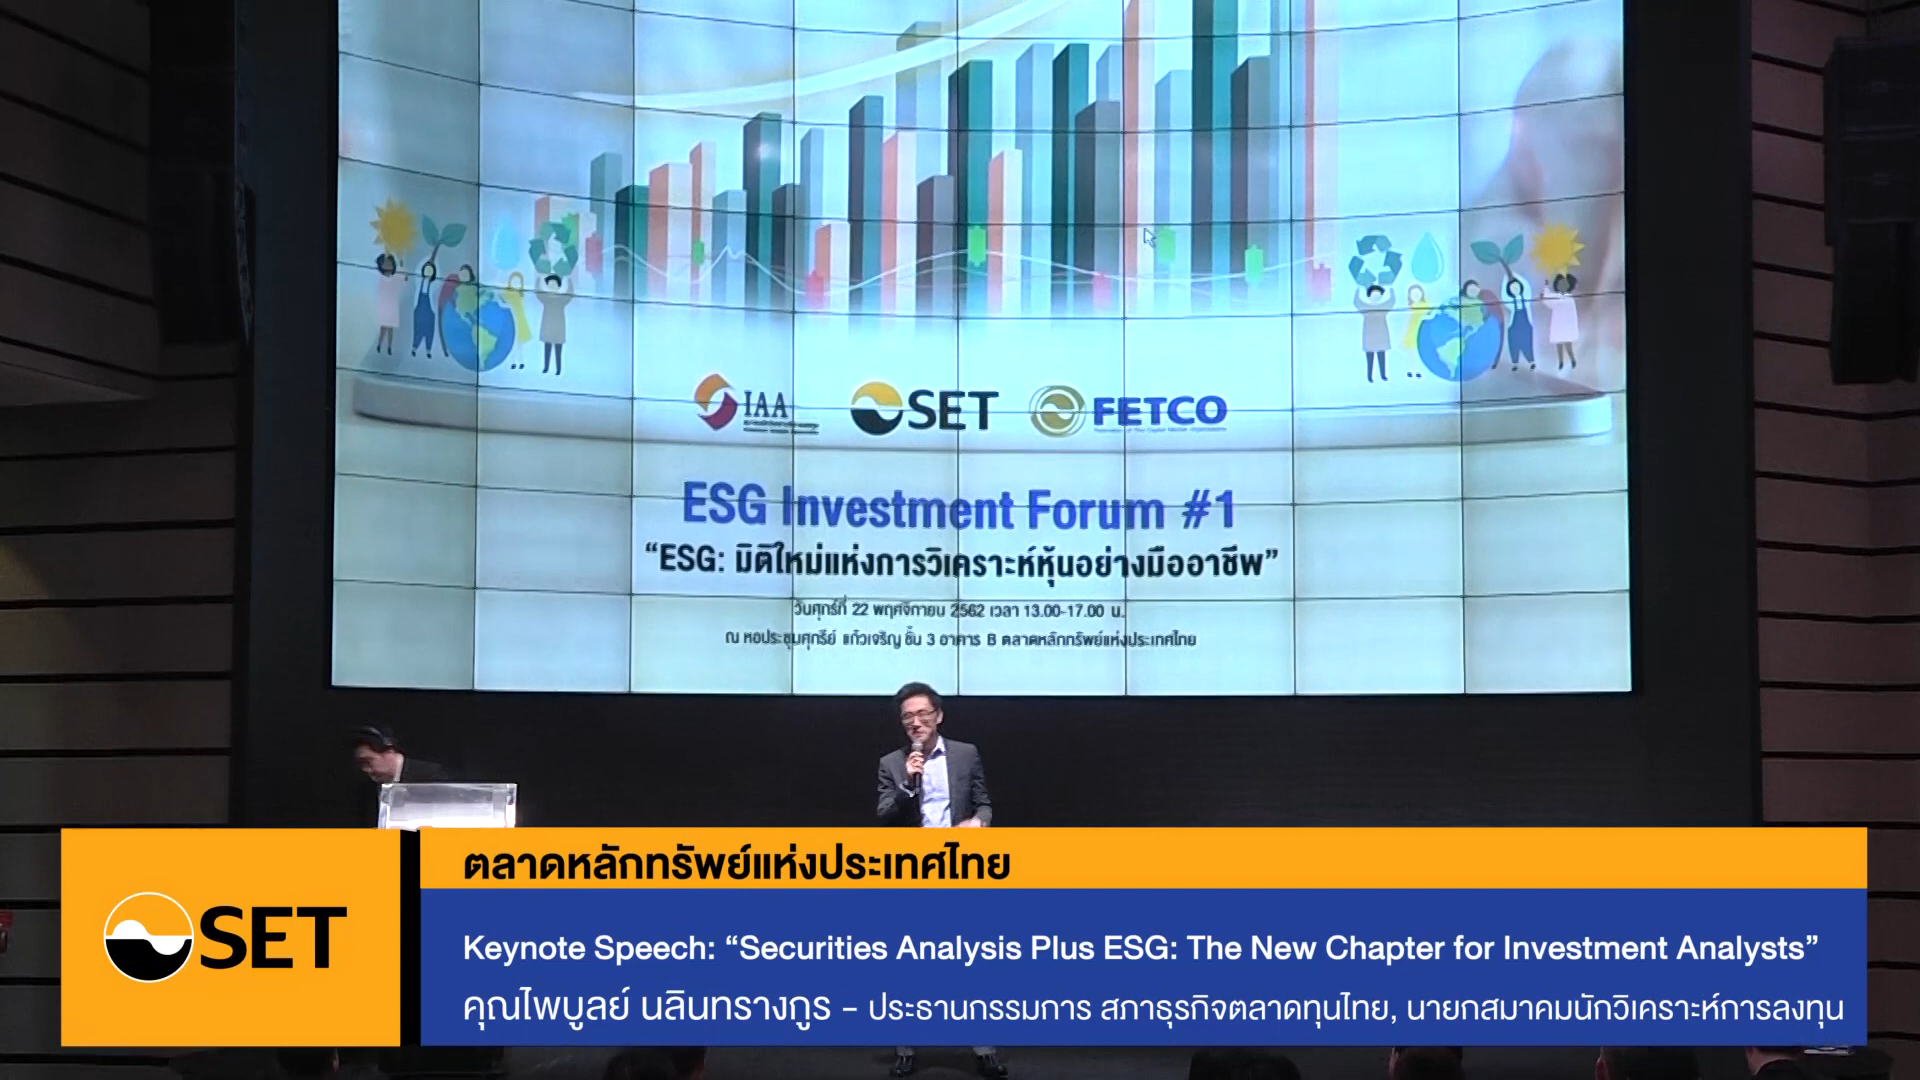 IAA
SET
FETCO
ESG Investment Forum #1
“ESG: มิติใหม่แห่งการวิเคราะห์หุ้นอย่างมืออาชีพ”
วันศุกร์ที่ 22 พฤศจิกายน 2562 เวลา 13.00-17.00 น.
ณ หอประชุมศุกรีย์ แก้วเจริญ ชั้น 3 อาคาร B ตลาดหลักทรัพย์แห่งประเทศไทย
SET
ตลาดหลักทรัพย์แห่งประเทศไทย
Keynote Speech: “Securities Analysis Plus ESG: The New Chapter for Investment Analysts”
คุณไพบูลย์ นลินทรางกูร – ประธานกรรมการ สภาธุรกิจตลาดทุนไทย, นายกสมาคมนักวิเคราะห์การลงทุน